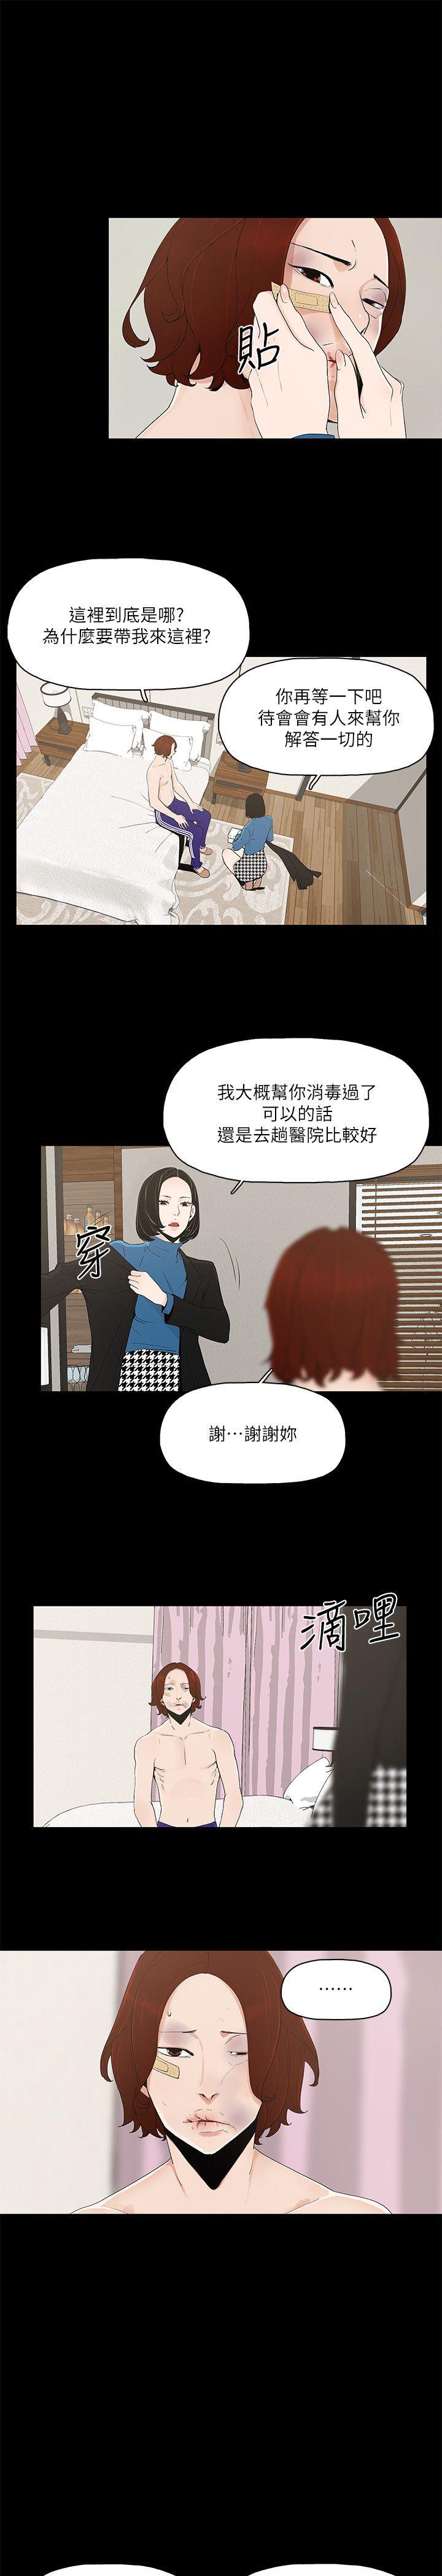 貼
這裡到底是哪?
為什麼要帶我來這裡?
你再等一下吧
待會會有人來幫你
解答一切的
我大概幫你消毒過了
可以的話
還是去趟醫院比較好
穿
謝⋯謝謝妳
滴哩
⋯⋯